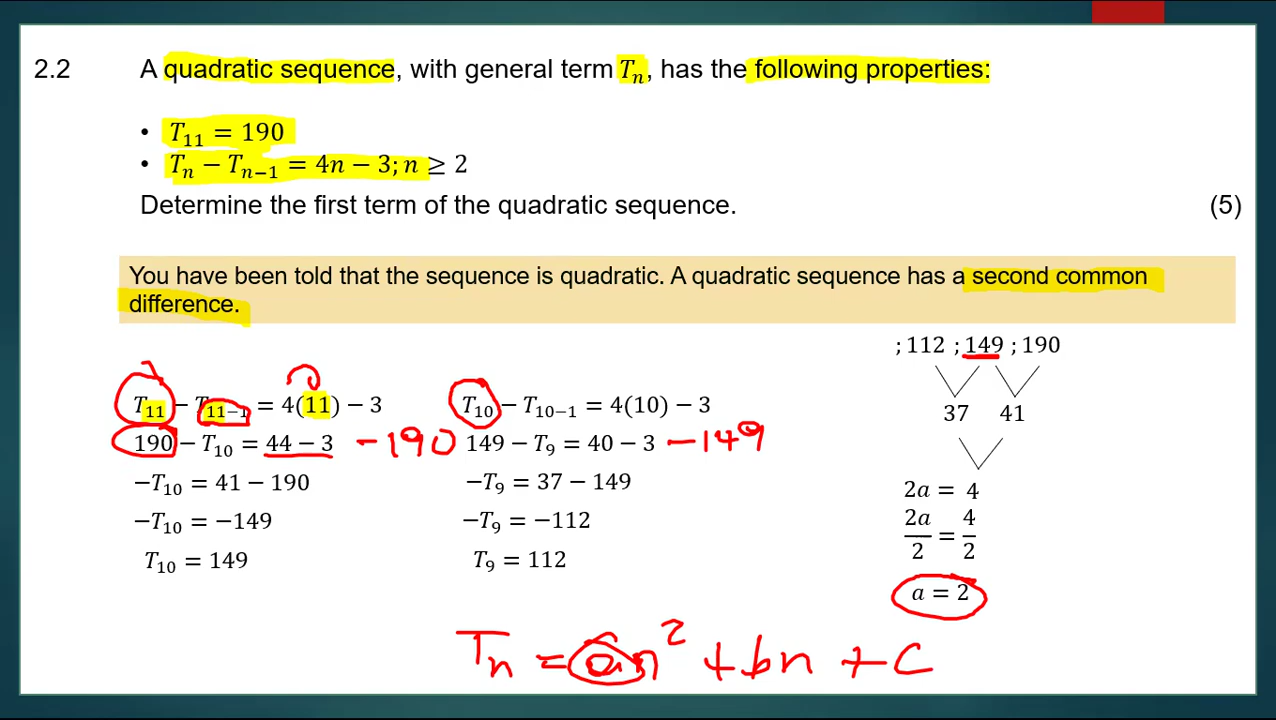 2.2 A quadratic sequence, with general term Tₙ, has the following properties:
• T₁₁ = 190
• Tₙ − Tₙ₋₁ = 4n − 3; n ≥ 2
Determine the first term of the quadratic sequence. (5)
You have been told that the sequence is quadratic. A quadratic sequence has a second common
difference.
T₁₁ − T₁₁₋₁ = 4(11) − 3
190 − T₁₀ = 44 − 3 −190
−T₁₀ = 41 − 190
−T₁₀ = −149
T₁₀ = 149
T₁₀ − T₁₀₋₁ = 4(10) − 3
149 − T₉ = 40 − 3 −149
−T₉ = 37 − 149
−T₉ = −112
T₉ = 112
; 112 ; 149 ; 190
37 41
2a = 4
2a/2 = 4/2
a = 2
Tₙ = an² + bn + c